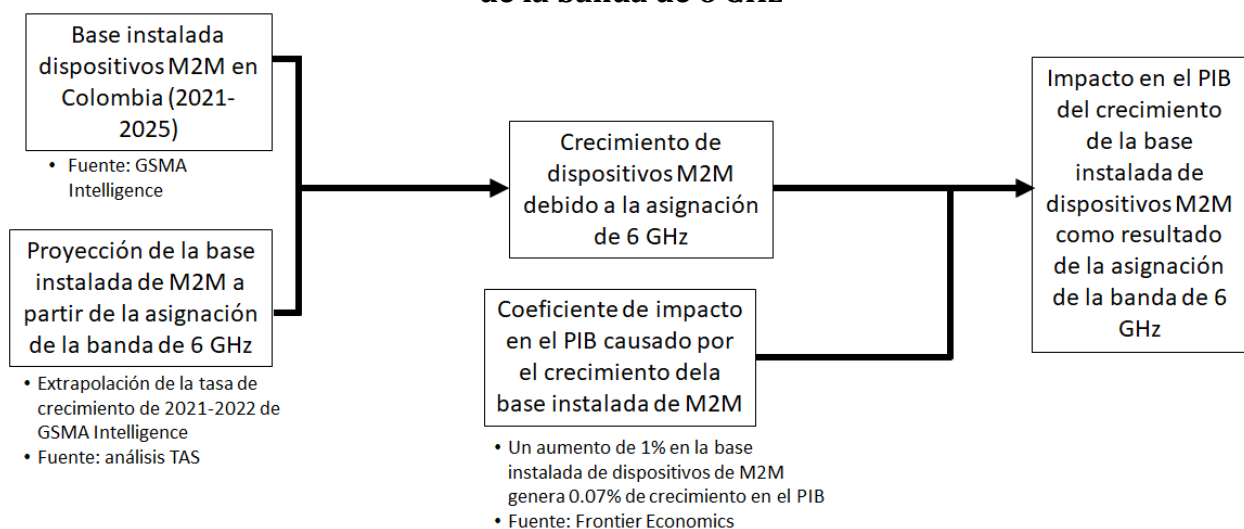 de la banda de 6 GHz
Base instalada
dispositivos M2M en
Colombia (2021-
2025)
• Fuente: GSMA
Intelligence
Proyección de la base
instalada de M2M a
partir de la asignación
de la banda de 6 GHz
• Extrapolación de la tasa de
crecimiento de 2021-2022 de
GSMA Intelligence
• Fuente: análisis TAS
Crecimiento de
dispositivos M2M
debido a la asignación
de 6 GHz
Coeficiente de impacto
en el PIB causado por
el crecimiento dela
base instalada de M2M
• Un aumento de 1% en la base
instalada de dispositivos de M2M
genera 0.07% de crecimiento en el PIB
• Fuente: Frontier Economics
Impacto en el PIB
del crecimiento
de la base
instalada de
dispositivos M2M
como resultado
de la asignación
de la banda de 6
GHz